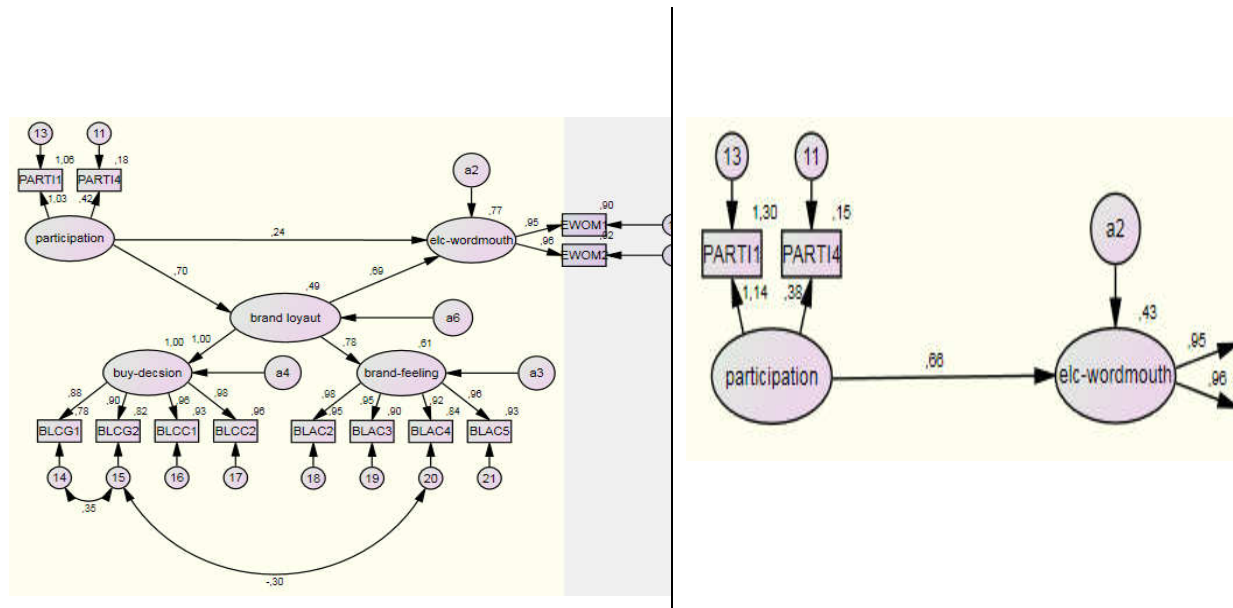 13 11
1,06 ,18
PARTI1 PARTI4
1,03 ,42
participation
a2
,77
,24
elc-wordmouth
,95
,96
,90
EWOM1
,92
EWOM2
,70
,69
,49
brand loyaut
a6
1,00
1,00
,78
,61
buy-decsion
a4
brand-feeling
a3
,88 ,90 ,96 ,98
,78 ,82 ,93 ,96
,98 ,95 ,92 ,96
,95 ,90 ,84 ,93
BLCG1 BLCG2 BLCC1 BLCC2 BLAC2 BLAC3 BLAC4 BLAC5
14 15 16 17 18 19 20 21
,35
-,30
13 11
1,30 ,15
PARTI1 PARTI4
1,14 ,38
a2
,43
participation
,66
elc-wordmouth
,95
,96